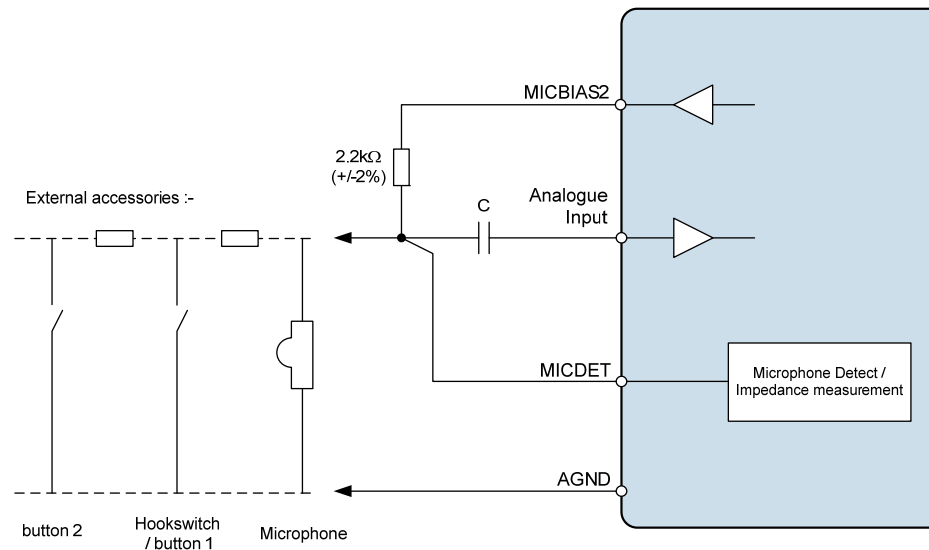 MICBIAS2
2.2kΩ
(+/-2%)
External accessories :-
C
Analogue
Input
MICDET
Microphone Detect /
Impedance measurement
AGND
button 2
Hookswitch
/ button 1
Microphone